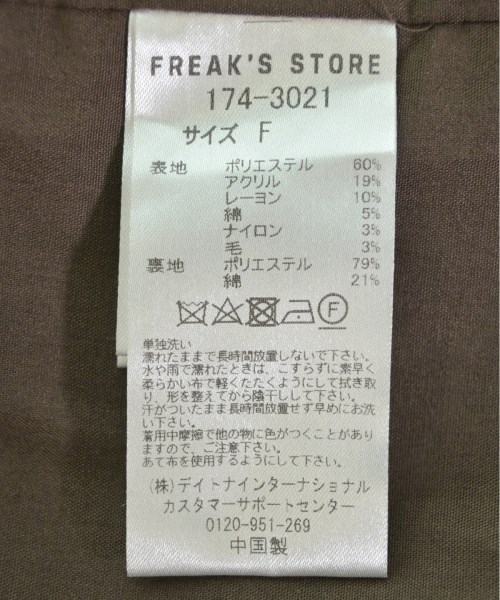 FREAK'S STORE
174-3021
サイズ F
表地 ポリエステル 60%
アクリル 19%
レーヨン 10%
綿 5%
ナイロン 3%
毛 3%
裏地 ポリエステル 79%
綿 21%
F
単独洗い
濡れたままで長時間放置しないで下さい。
水や雨で濡れたときは、こすらずに素早く
柔らかい布で軽くたたくようにして拭き取
り、形を整えてから陰干しして下さい。
汗がついたまま長時間放置せず早めにお洗
い下さい。
着用中摩擦で他の物に色がつくことがあり
ますので、ご注意下さい。
あて布を使用するようにして下さい。
(株)デイトナインターナショナル
カスタマーサポートセンター
0120-951-269
中国製